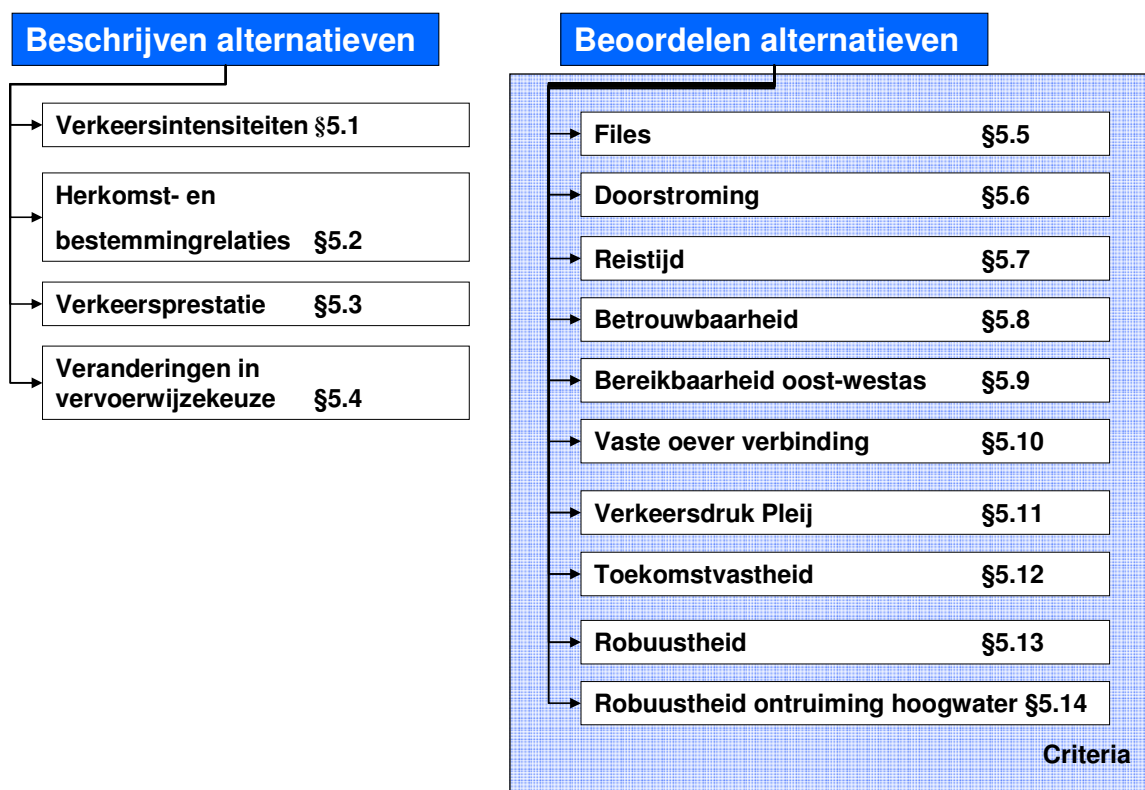 Beschrijven alternatieven
Verkeersintensiteiten §5.1
Herkomst- en
bestemmingrelaties §5.2
Verkeersprestatie §5.3
Veranderingen in
vervoerwijzekeuze §5.4
Beoordelen alternatieven
Files §5.5
Doorstroming §5.6
Reistijd §5.7
Betrouwbaarheid §5.8
Bereikbaarheid oost-westas §5.9
Vaste oever verbinding §5.10
Verkeersdruk Pleij §5.11
Toekomstvastheid §5.12
Robuustheid §5.13
Robuustheid ontruiming hoogwater §5.14
Criteria